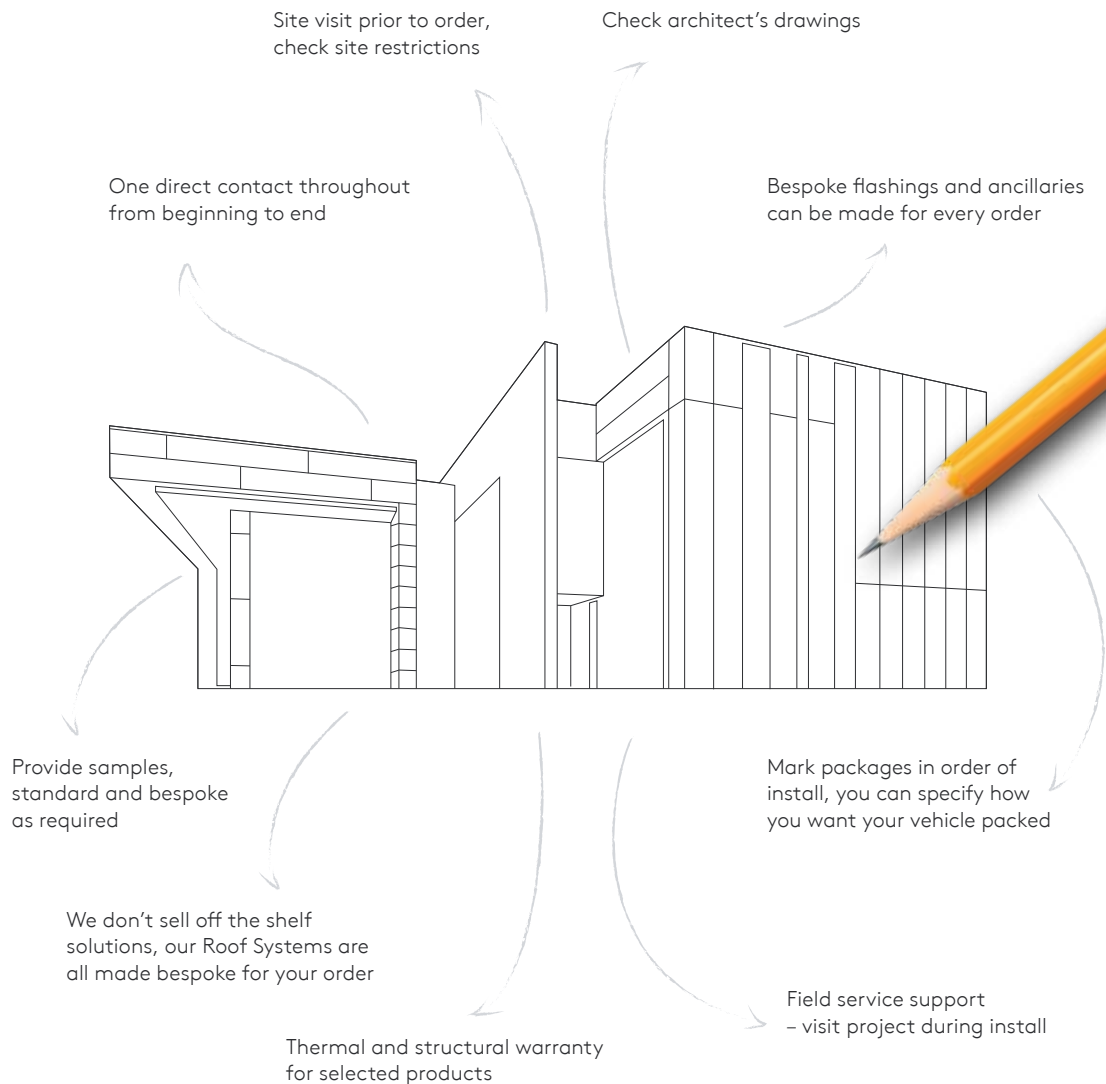 Site visit prior to order,
check site restrictions
Check architect’s drawings
One direct contact throughout
from beginning to end
Bespoke flashings and ancillaries
can be made for every order
Provide samples,
standard and bespoke
as required
Mark packages in order of
install, you can specify how
you want your vehicle packed
We don’t sell off the shelf
solutions, our Roof Systems are
all made bespoke for your order
Field service support
– visit project during install
Thermal and structural warranty
for selected products